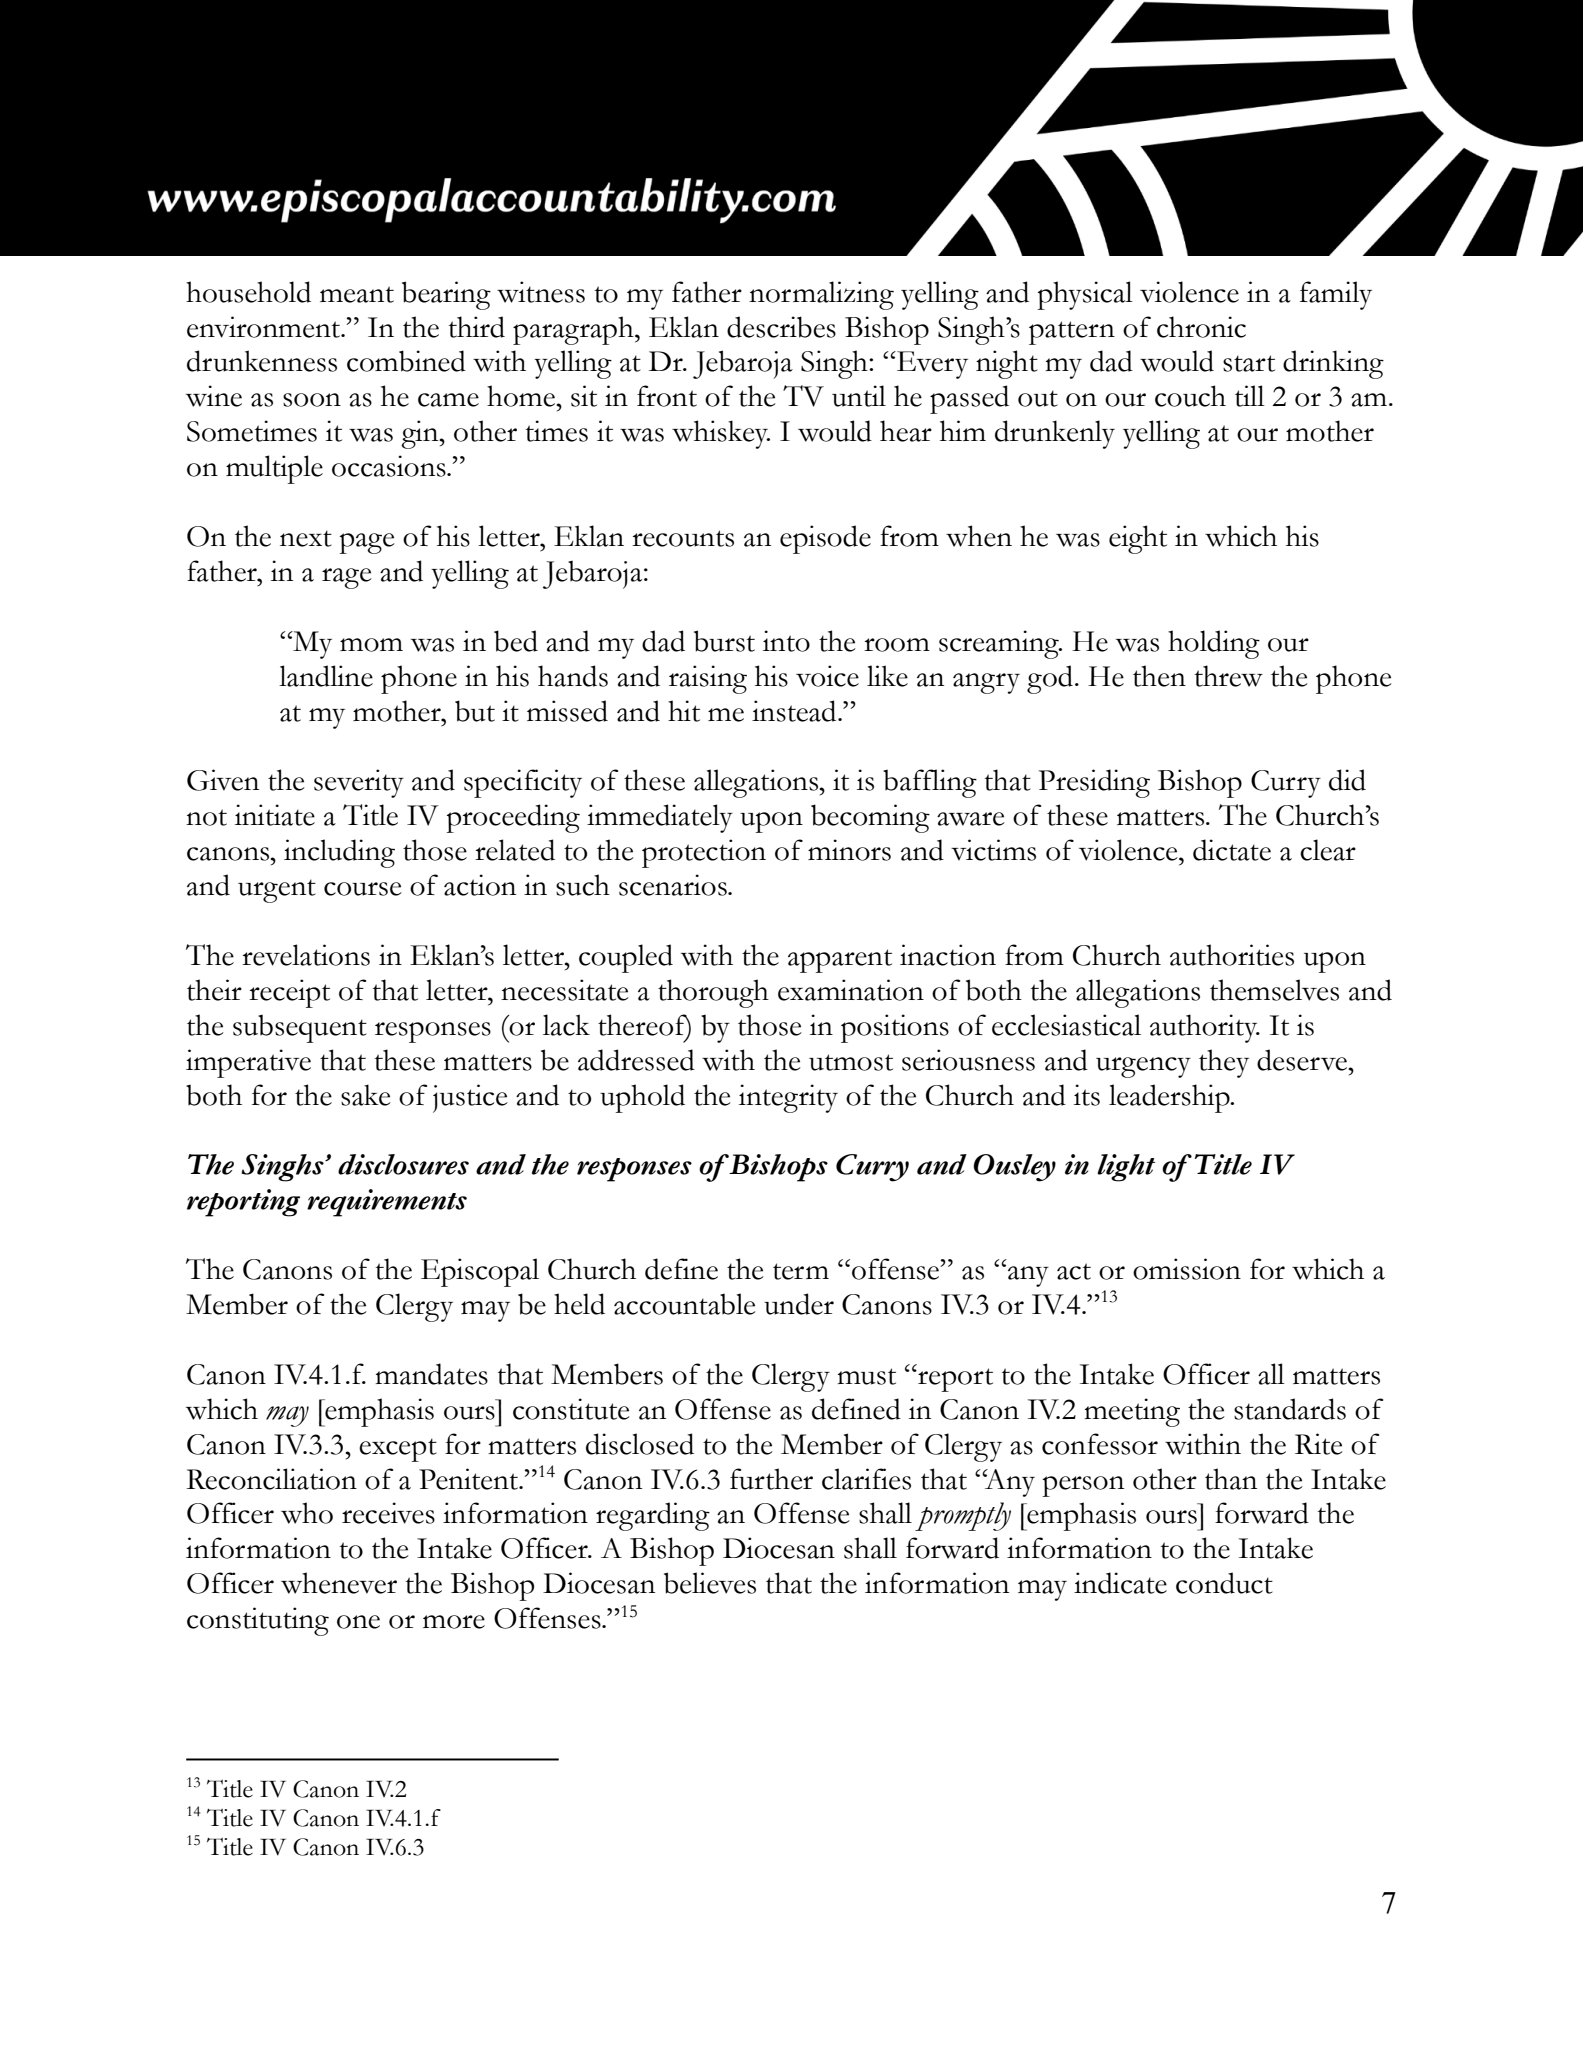 www.episcopalaccountability.com
household meant bearing witness to my father normalizing yelling and physical violence in a family
environment.” In the third paragraph, Eklan describes Bishop Singh’s pattern of chronic
drunkenness combined with yelling at Dr. Jebaroja Singh: “Every night my dad would start drinking
wine as soon as he came home, sit in front of the TV until he passed out on our couch till 2 or 3 am.
Sometimes it was gin, other times it was whiskey. I would hear him drunkenly yelling at our mother
on multiple occasions.”
On the next page of his letter, Eklan recounts an episode from when he was eight in which his
father, in a rage and yelling at Jebaroja:
“My mom was in bed and my dad burst into the room screaming. He was holding our
landline phone in his hands and raising his voice like an angry god. He then threw the phone
at my mother, but it missed and hit me instead.”
Given the severity and specificity of these allegations, it is baffling that Presiding Bishop Curry did
not initiate a Title IV proceeding immediately upon becoming aware of these matters. The Church’s
canons, including those related to the protection of minors and victims of violence, dictate a clear
and urgent course of action in such scenarios.
The revelations in Eklan’s letter, coupled with the apparent inaction from Church authorities upon
their receipt of that letter, necessitate a thorough examination of both the allegations themselves and
the subsequent responses (or lack thereof) by those in positions of ecclesiastical authority. It is
imperative that these matters be addressed with the utmost seriousness and urgency they deserve,
both for the sake of justice and to uphold the integrity of the Church and its leadership.
The Singhs’ disclosures and the responses of Bishops Curry and Ousley in light of Title IV
reporting requirements
The Canons of the Episcopal Church define the term “offense” as “any act or omission for which a
Member of the Clergy may be held accountable under Canons IV.3 or IV.4.”13
Canon IV.4.1.f. mandates that Members of the Clergy must “report to the Intake Officer all matters
which may [emphasis ours] constitute an Offense as defined in Canon IV.2 meeting the standards of
Canon IV.3.3, except for matters disclosed to the Member of Clergy as confessor within the Rite of
Reconciliation of a Penitent.”14 Canon IV.6.3 further clarifies that “Any person other than the Intake
Officer who receives information regarding an Offense shall promptly [emphasis ours] forward the
information to the Intake Officer. A Bishop Diocesan shall forward information to the Intake
Officer whenever the Bishop Diocesan believes that the information may indicate conduct
constituting one or more Offenses.”15
13 Title IV Canon IV.2
14 Title IV Canon IV.4.1.f
15 Title IV Canon IV.6.3
7